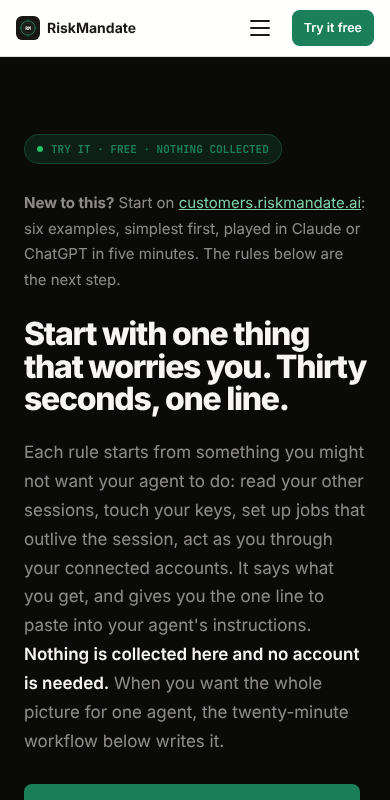 RM RiskMandate
Try it free
TRY IT · FREE · NOTHING COLLECTED
New to this? Start on customers.riskmandate.ai:
six examples, simplest first, played in Claude or
ChatGPT in five minutes. The rules below are
the next step.
Start with one thing
that worries you. Thirty
seconds, one line.
Each rule starts from something you might
not want your agent to do: read your other
sessions, touch your keys, set up jobs that
outlive the session, act as you through
your connected accounts. It says what
you get, and gives you the one line to
paste into your agent's instructions.
Nothing is collected here and no account
is needed. When you want the whole
picture for one agent, the twenty-minute
workflow below writes it.